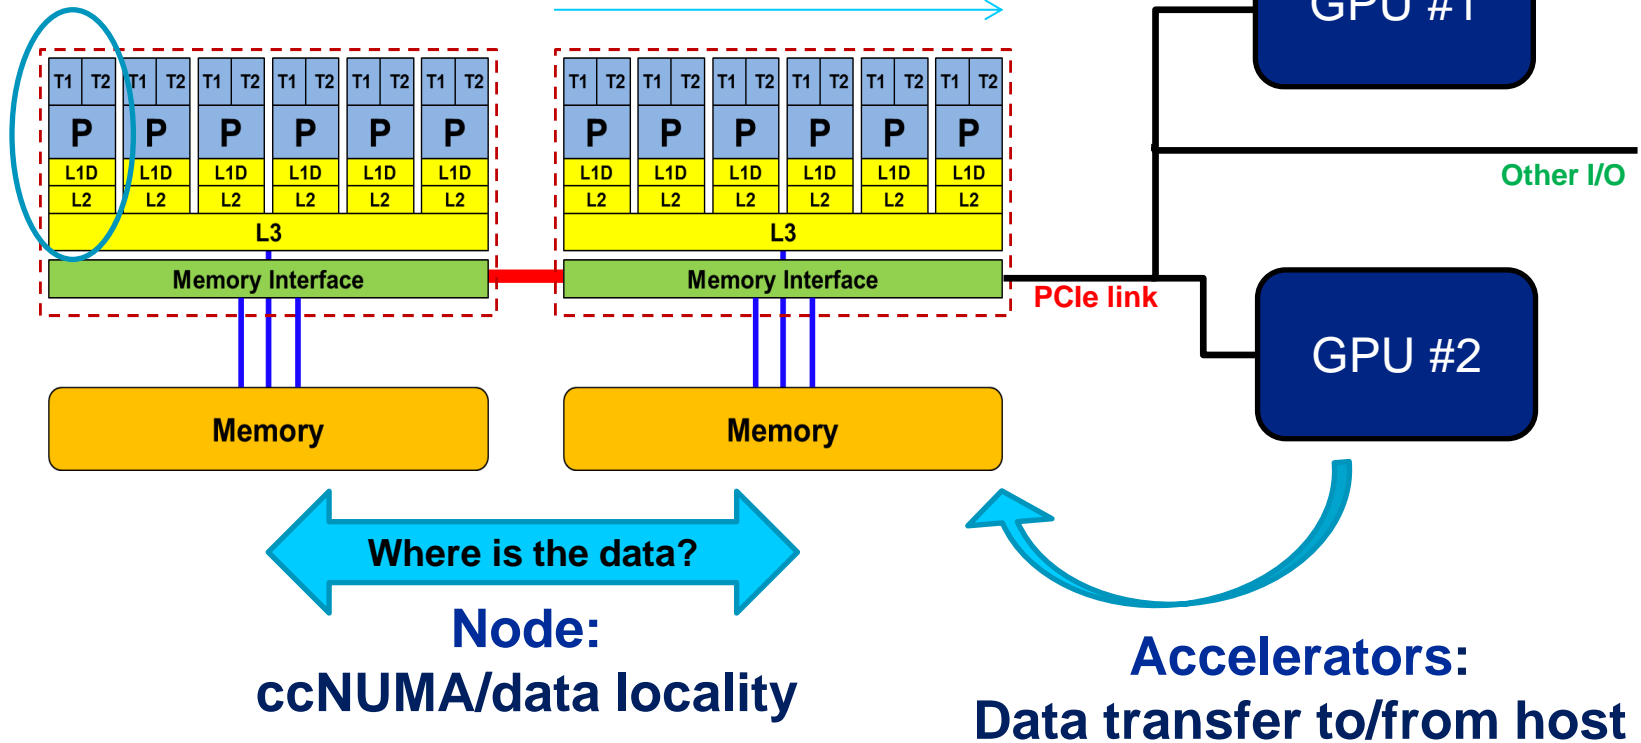 GPU #1
T1 T2 T1 T2 T1 T2 T1 T2 T1 T2 T1 T2
P P P P P P
L1D L1D L1D L1D L1D L1D
L2 L2 L2 L2 L2 L2
L3
Memory Interface
Memory
T1 T2 T1 T2 T1 T2 T1 T2 T1 T2 T1 T2
P P P P P P
L1D L1D L1D L1D L1D L1D
L2 L2 L2 L2 L2 L2
L3
Memory Interface
Memory
Other I/O
PCIe link
GPU #2
Where is the data?
Node:
ccNUMA/data locality
Accelerators:
Data transfer to/from host